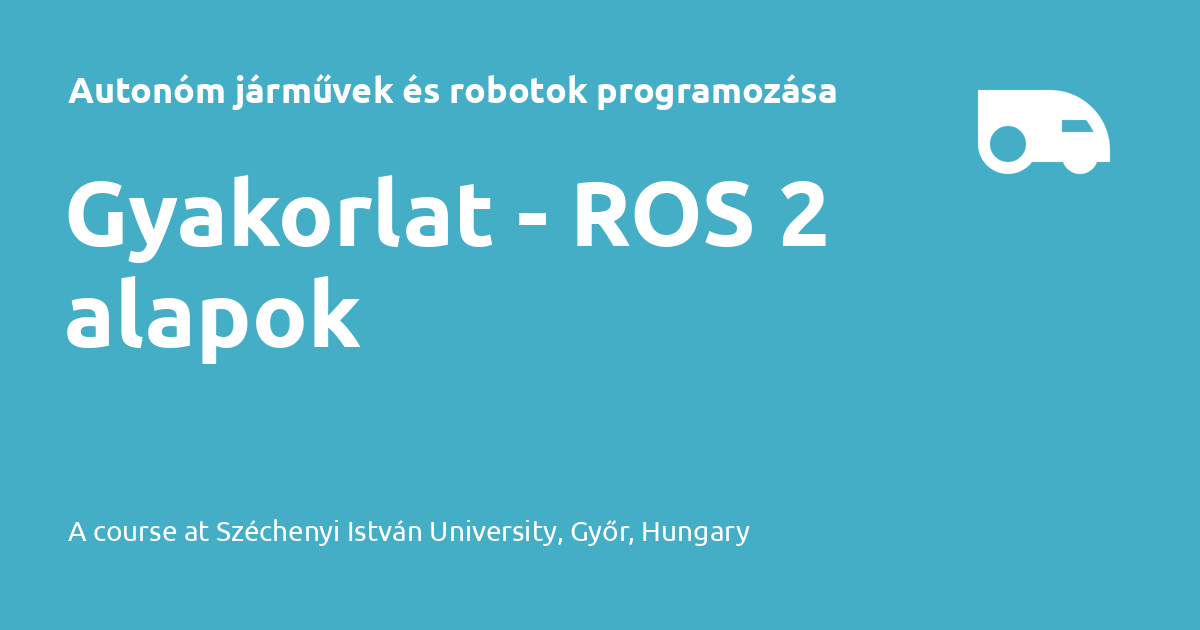 Autonóm járművek és robotok programozása
Gyakorlat - ROS 2
alapok
A course at Széchenyi István University, Győr, Hungary